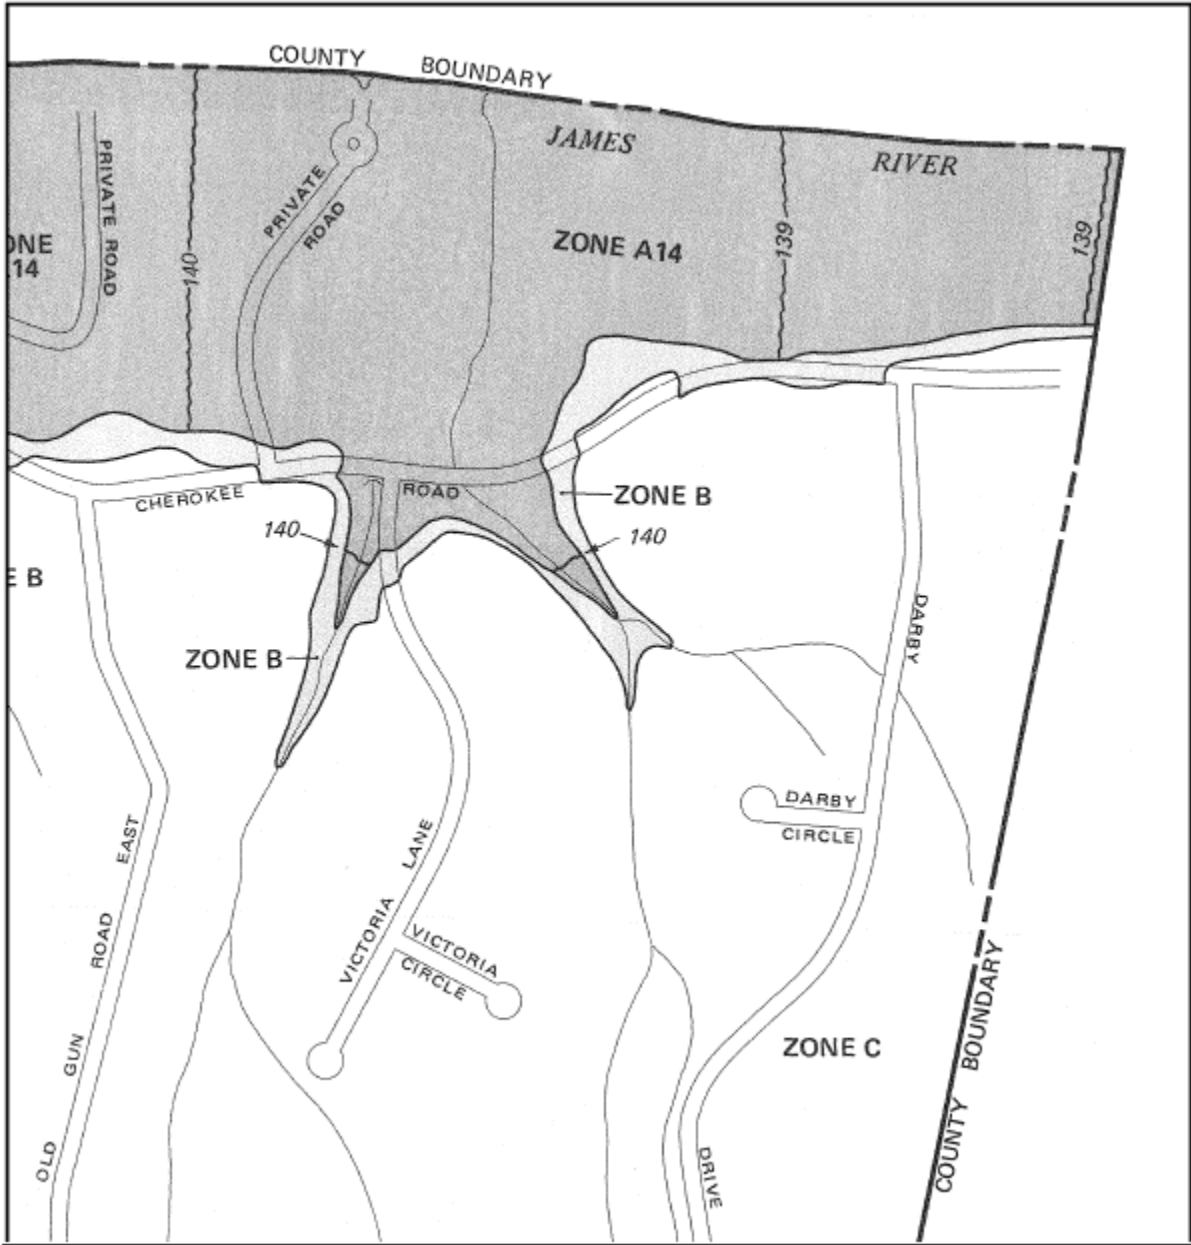 COUNTY BOUNDARY
JAMES
RIVER
PRIVATE ROAD
PRIVATE
ROAD
ZONE A14
ONE
14
140
139
139
CHEROKEE
ROAD
ZONE B
140
140
E B
ZONE B
DARBY
DARBY
CIRCLE
EAST
LANE
VICTORIA
VICTORIA
CIRCLE
ROAD
GUN
OLD
ZONE C
DRIVE
COUNTY BOUNDARY